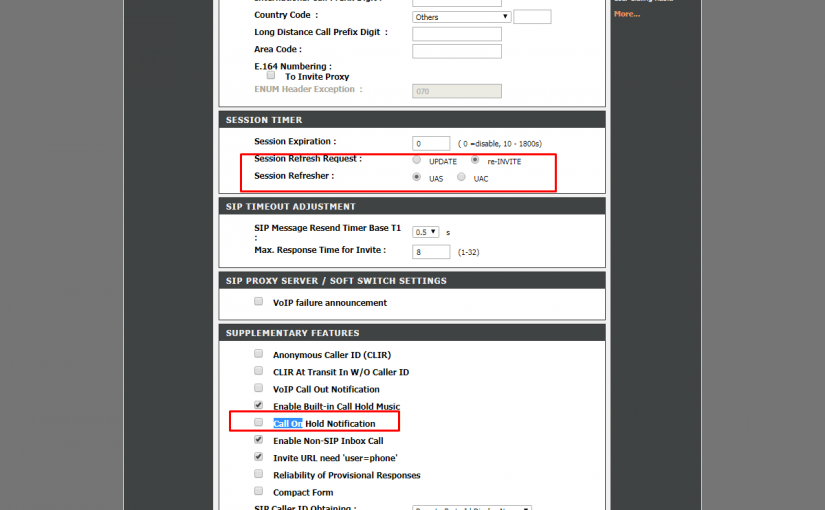 More...
Country Code :
Others
Long Distance Call Prefix Digit :
Area Code :
E.164 Numbering :
To Invite Proxy
ENUM Header Exception :
070
SESSION TIMER
Session Expiration :
0
( 0 =disable, 10 - 1800s)
Session Refresh Request :
UPDATE
re-INVITE
Session Refresher :
UAS
UAC
SIP TIMEOUT ADJUSTMENT
SIP Message Resend Timer Base T1
:
0.5
s
Max. Response Time for Invite :
8
(1-32)
SIP PROXY SERVER / SOFT SWITCH SETTINGS
VoIP failure announcement
SUPPLEMENTARY FEATURES
Anonymous Caller ID (CLIR)
CLIR At Transit In W/O Caller ID
VoIP Call Out Notification
Enable Built-in Call Hold Music
Call On Hold Notification
Enable Non-SIP Inbox Call
Invite URL need 'user=phone'
Reliability of Provisional Responses
Compact Form
SIP Caller ID Obtaining :